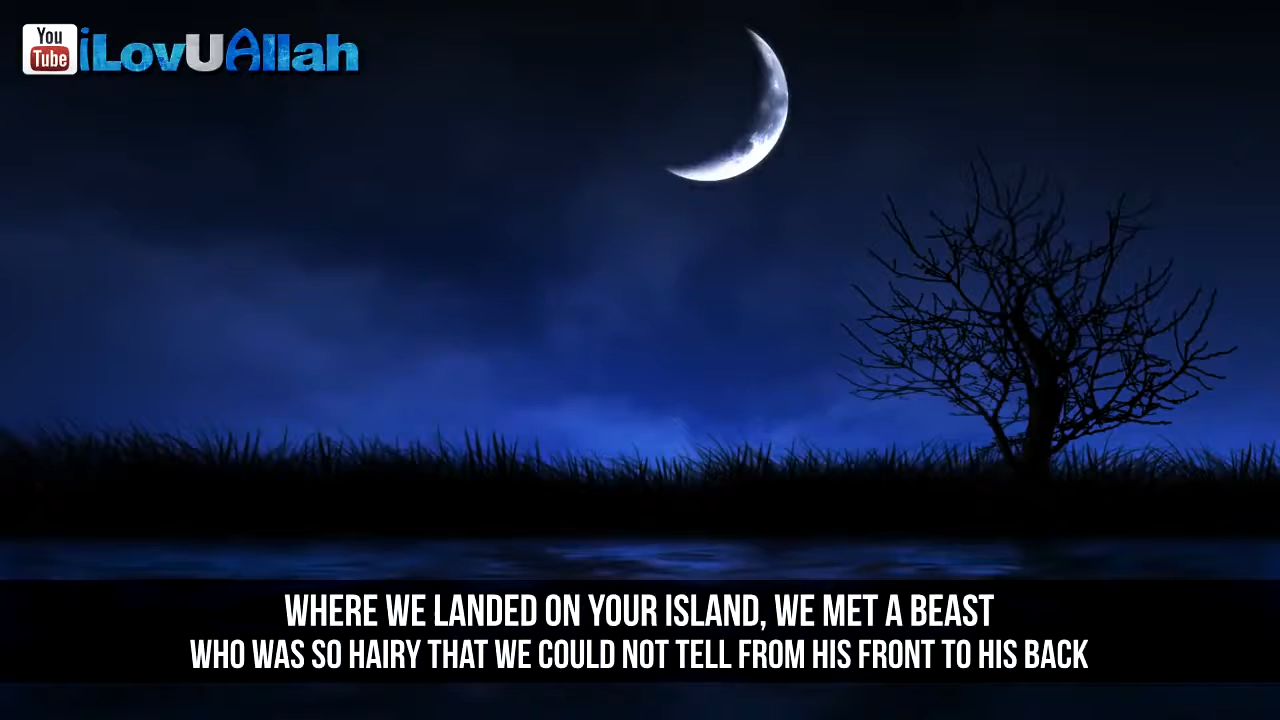 You
Tube
iLovUAllah
WHERE WE LANDED ON YOUR ISLAND, WE MET A BEAST
WHO WAS SO HAIRY THAT WE COULD NOT TELL FROM HIS FRONT TO HIS BACK